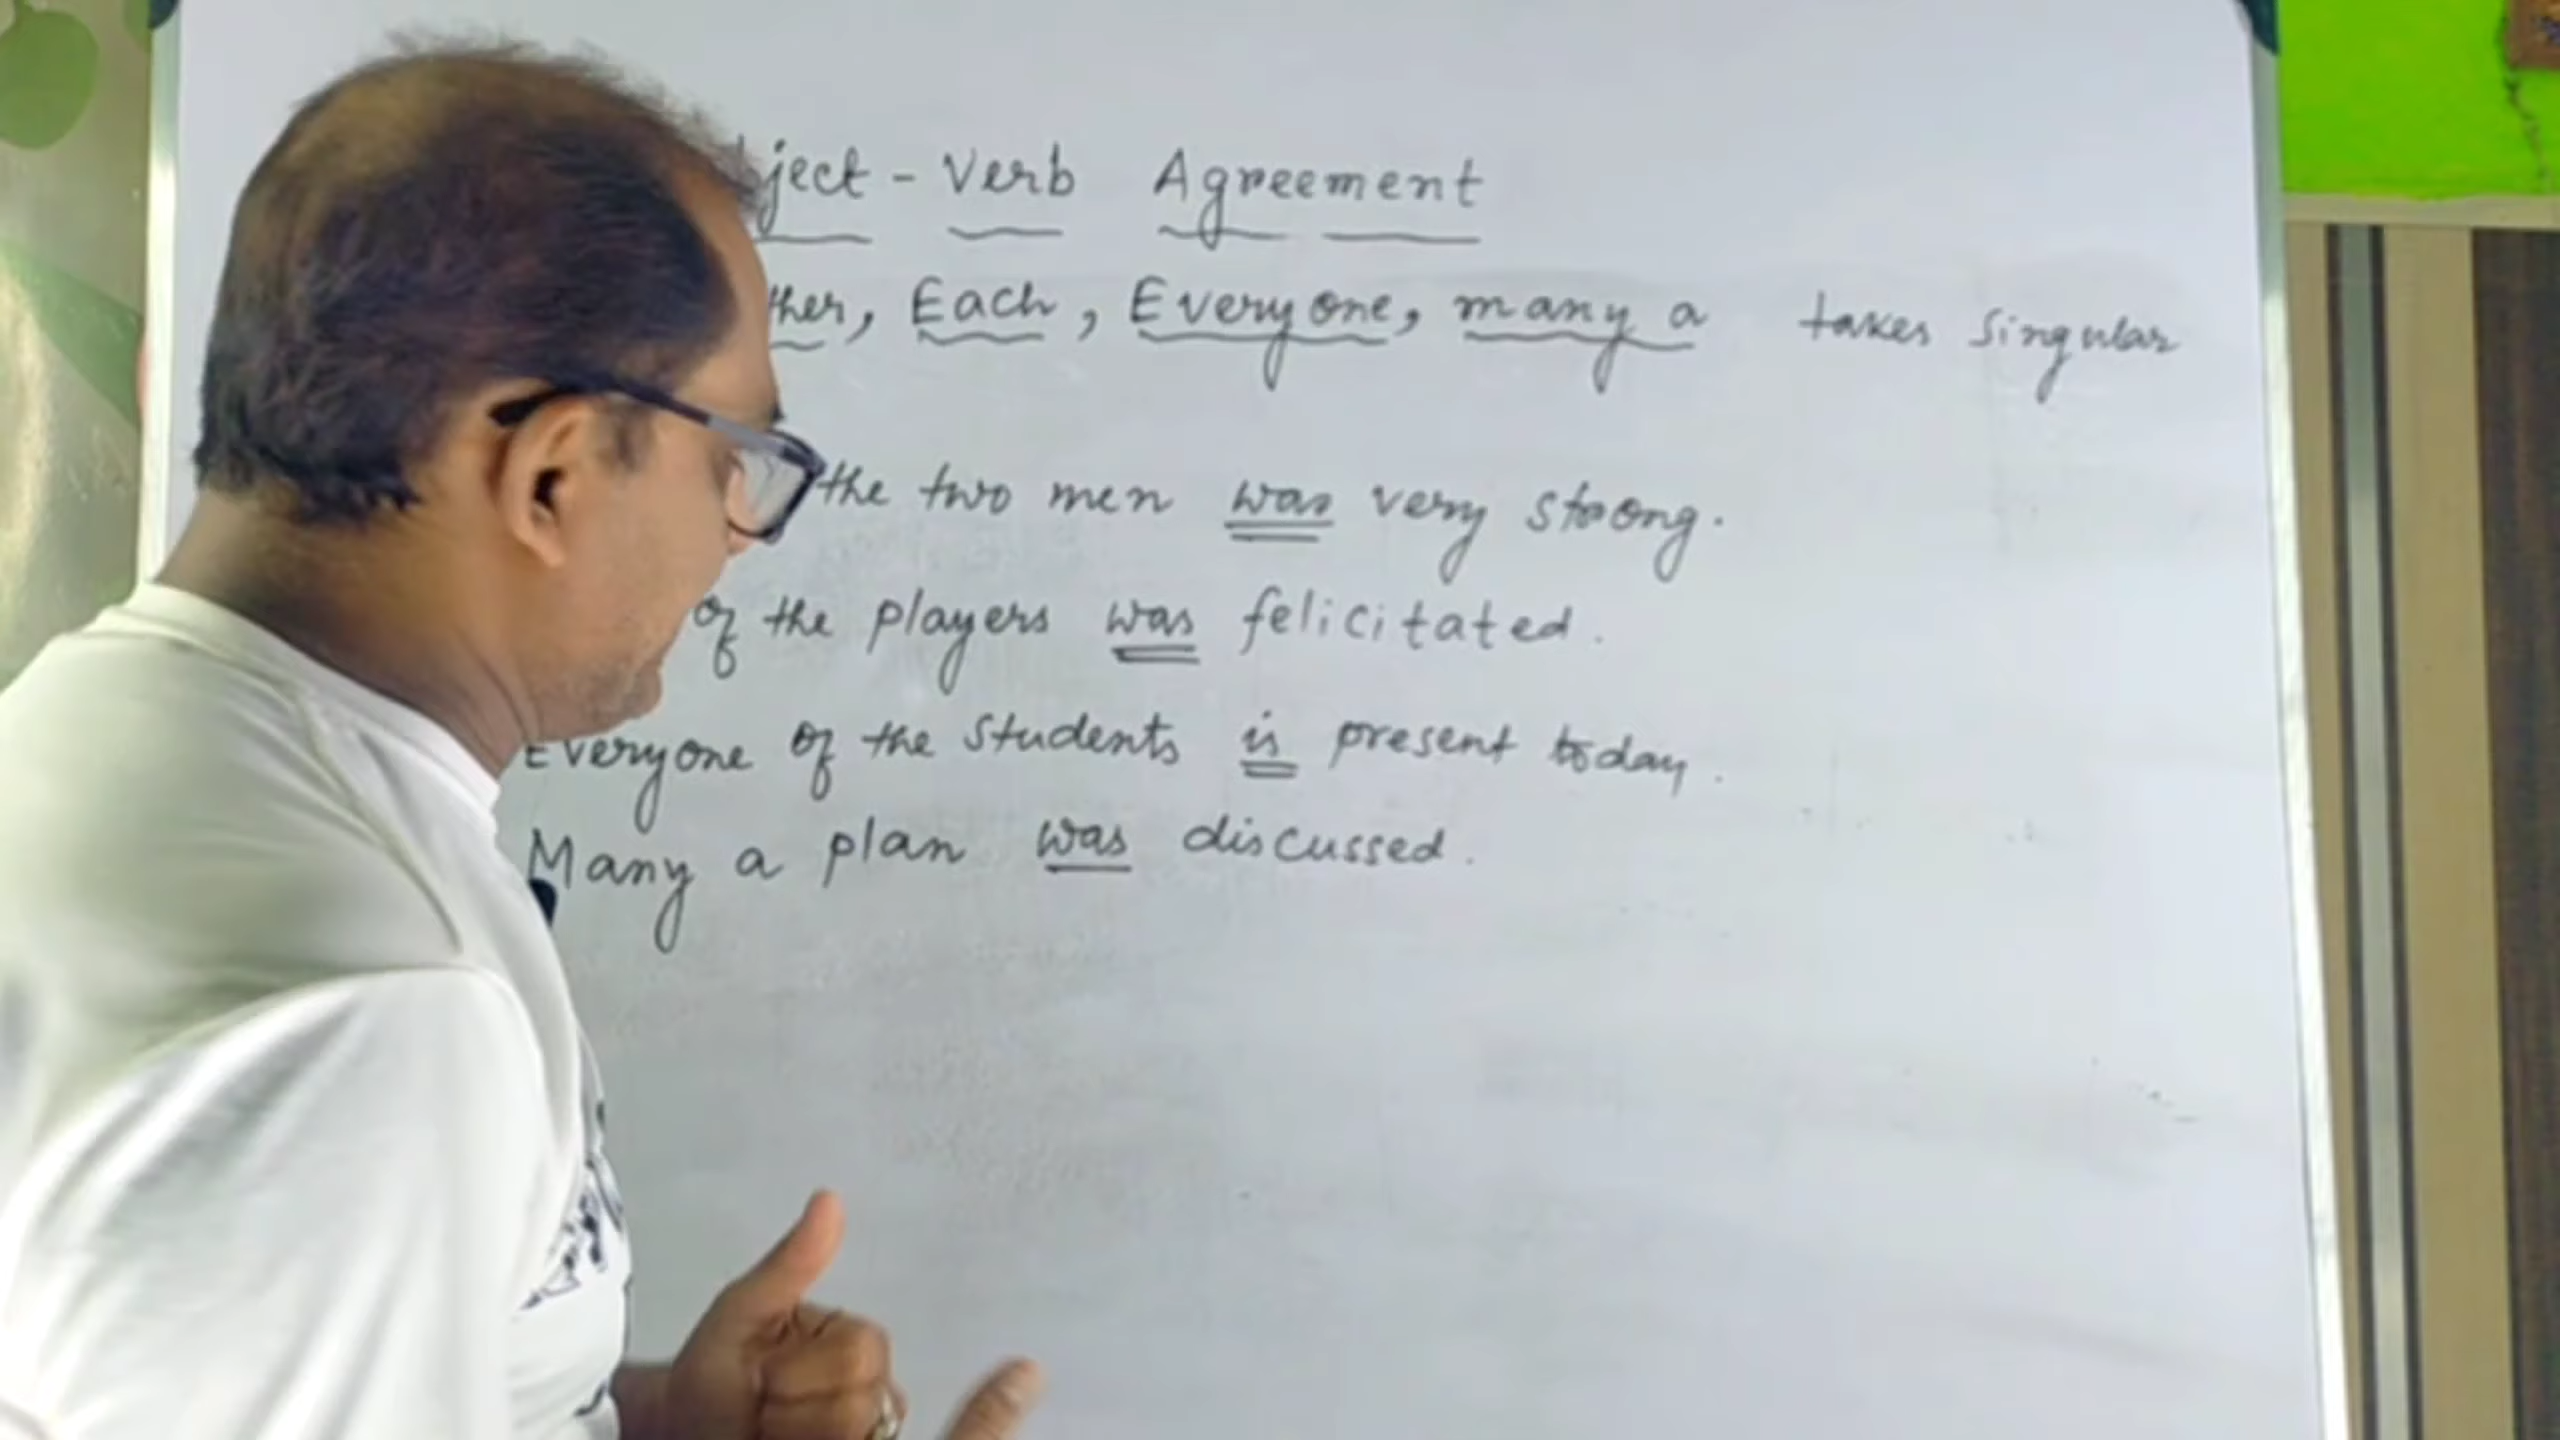 ject - Verb Agreement
ther, Each, Everyone, many a takes Singular
the two men was very strong.
of the players was felicitated.
Everyone of the Students is present today.
Many a plan was discussed.